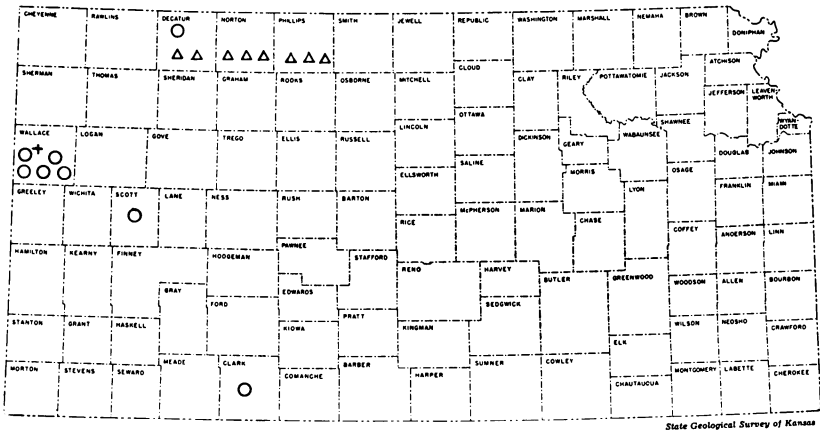 CHEYENNE RAWLINS DECATUR NORTON PHILLIPS SMITH JEWELL REPUBLIC WASHINGTON MARSHALL NEMAHA BROWN
DONIPHAN
ATCHISON
CLOUD
SHERMAN THOMAS SHERIDAN GRAHAM ROOKS OSBORNE MITCHELL CLAY RILEY POTTAWATOMIE JACKSON
JEFFERSON LEAVEN-
WORTH
OTTAWA
SHAWNEE WYAN-
DOTTE
WALLACE LOGAN GOVE TREGO ELLIS RUSSELL LINCOLN DICKINSON GEARY WABAUNSEE
DOUGLAS JOHNSON
SALINE
ELLSWORTH MORRIS OSAGE
GREELEY WICHITA SCOTT LANE NESS RUSH BARTON LYON FRANKLIN MIAMI
RICE McPHERSON MARION CHASE
COFFEY ANDERSON LINN
PAWNEE
HAMILTON KEARNY FINNEY HODGEMAN STAFFORD
RENO HARVEY BUTLER GREENWOOD WOODSON ALLEN BOURBON
GRAY EDWARDS
FORD SEDGWICK
PRATT
STANTON GRANT HASKELL KIOWA KINGMAN WILSON NEOSHO CRAWFORD
ELK
MEADE CLARK BARBER SUMNER COWLEY
MORTON STEVENS SEWARD COMANCHE HARPER MONTGOMERY LABETTE CHEROKEE
CHAUTAUQUA
State Geological Survey of Kansas